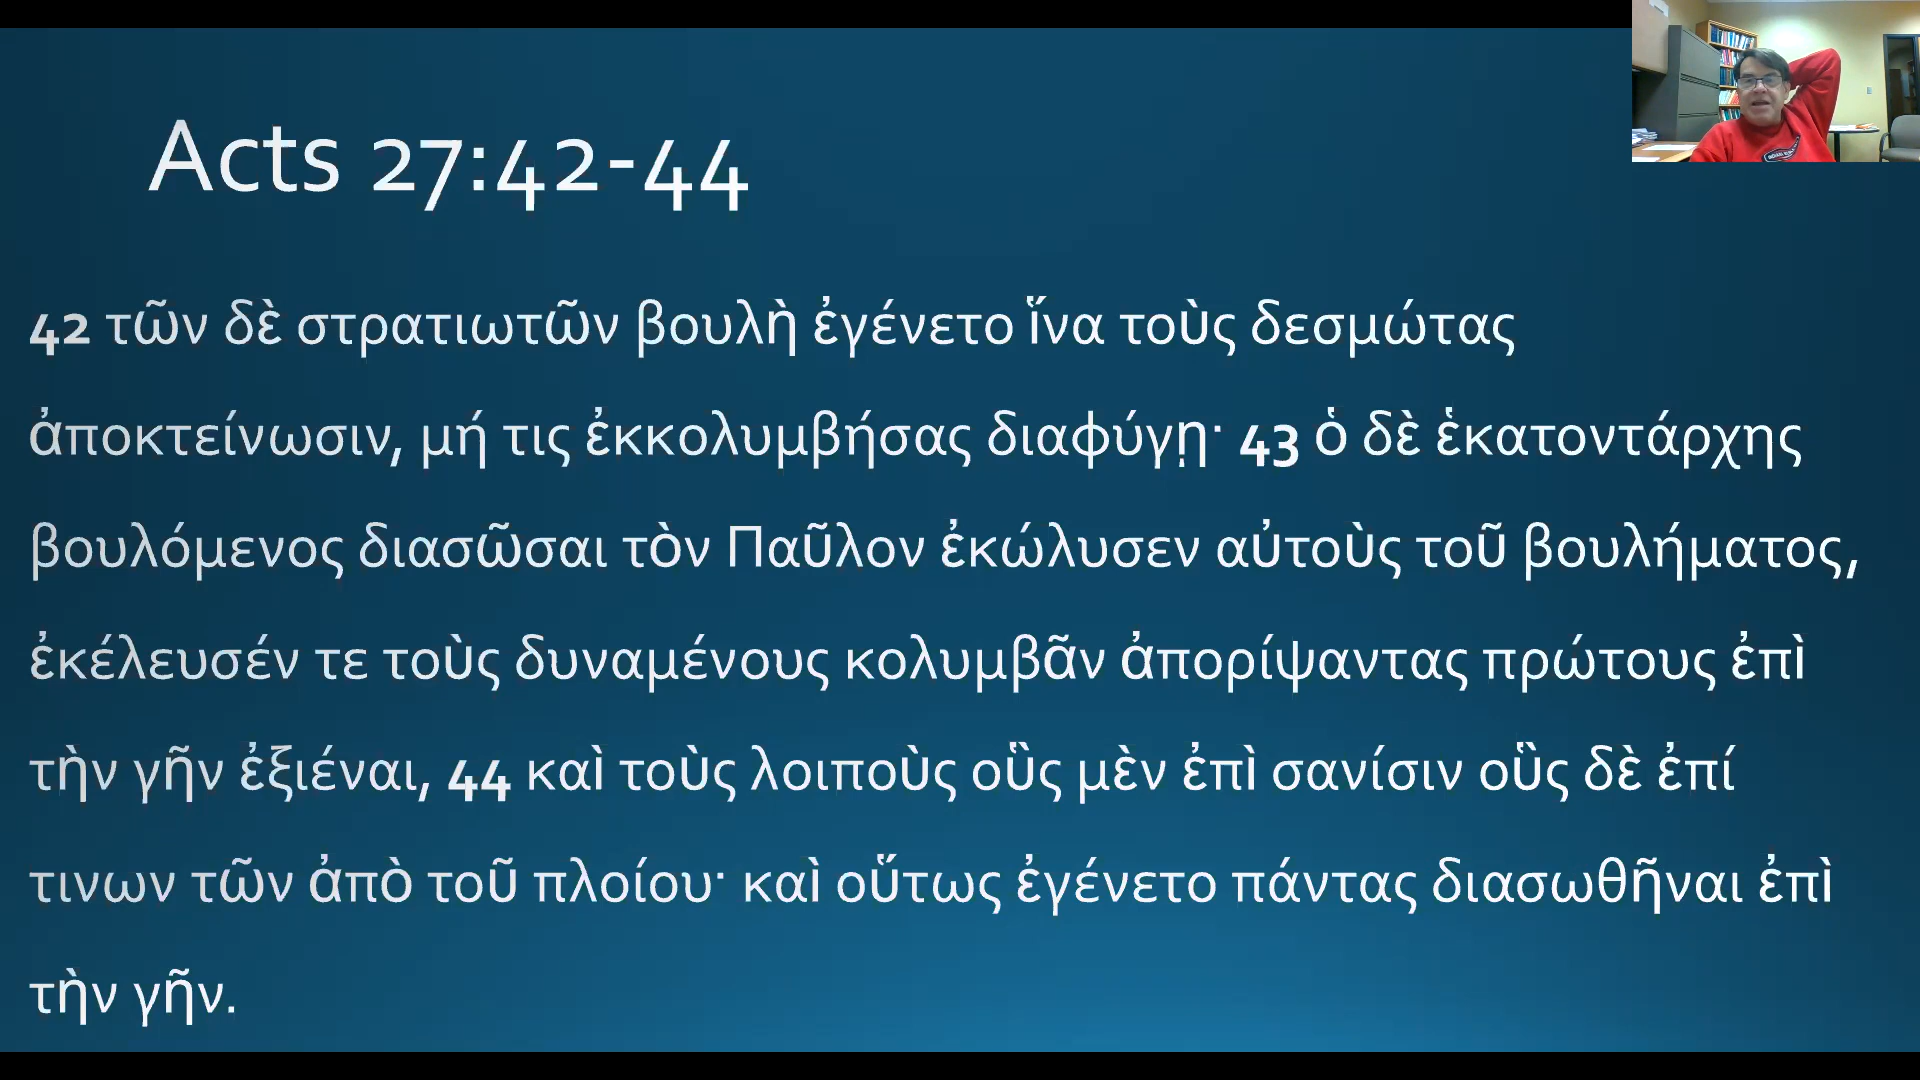 Acts 27:42-44
42 τῶν δὲ στρατιωτῶν βουλὴ ἐγένετο ἵνα τοὺς δεσμώτας
ἀποκτείνωσιν, μή τις ἐκκολυμβήσας διαφύγῃ· 43 ὁ δὲ ἑκατοντάρχης
βουλόμενος διασῶσαι τὸν Παῦλον ἐκώλυσεν αὐτοὺς τοῦ βουλήματος,
ἐκέλευσέν τε τοὺς δυναμένους κολυμβᾶν ἀπορίψαντας πρώτους ἐπὶ
τὴν γῆν ἐξιέναι, 44 καὶ τοὺς λοιποὺς οὓς μὲν ἐπὶ σανίσιν οὓς δὲ ἐπί
τινων τῶν ἀπὸ τοῦ πλοίου· καὶ οὕτως ἐγένετο πάντας διασωθῆναι ἐπὶ
τὴν γῆν.